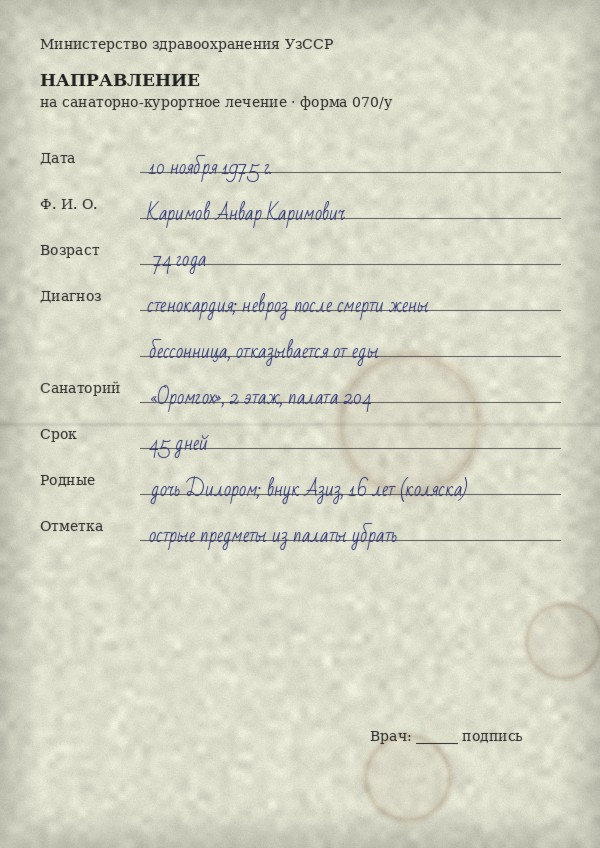 Министерство здравоохранения УзССР
НАПРАВЛЕНИЕ
на санаторно-курортное лечение · форма 070/у
Дата 10 ноября 1975 г.
Ф. И. О. Каримов Анвар Каримович
Возраст 74 года
Диагноз стенокардия; невроз после смерти жены
бессонница, отказывается от еды
Санаторий «Оромгох», 2 этаж, палата 204
Срок 45 дней
Родные дочь Дилором; внук Азиз, 16 лет (коляска)
Отметка острые предметы из палаты убрать
Врач: ______ подпись